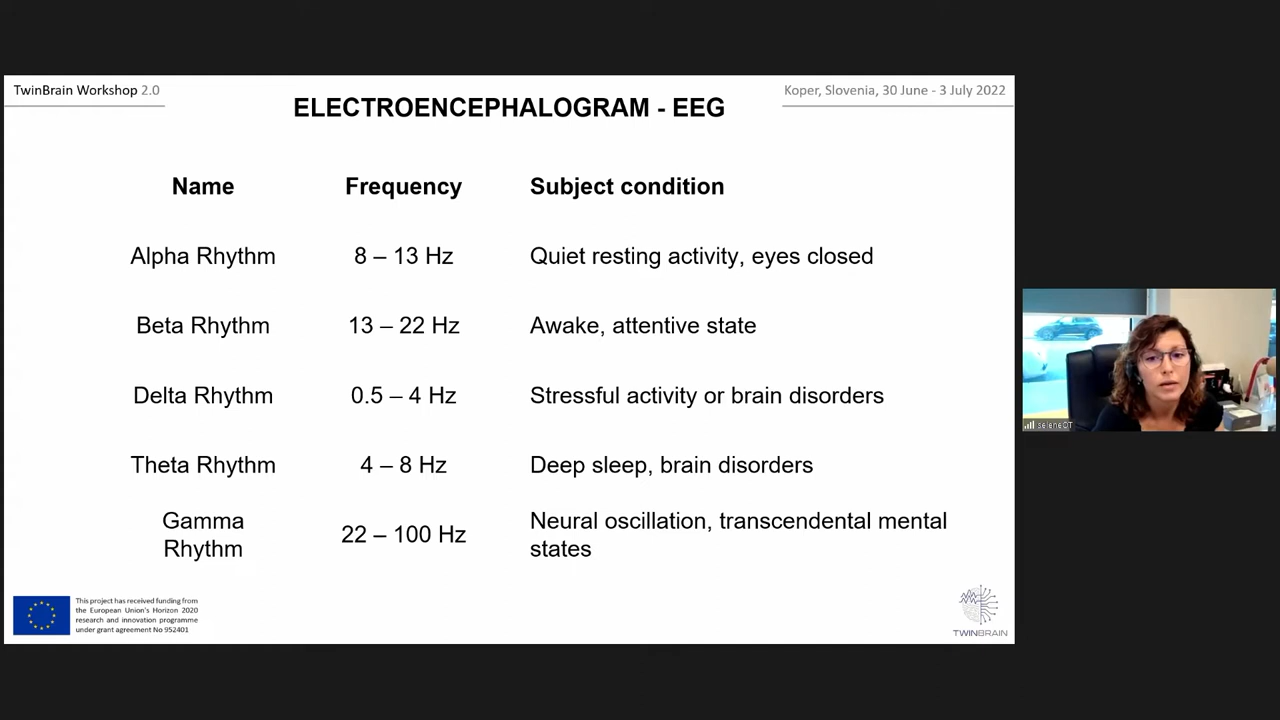 TwinBrain Workshop 2.0
Koper, Slovenia, 30 June - 3 July 2022
ELECTROENCEPHALOGRAM - EEG
Name Frequency Subject condition
Alpha Rhythm 8 – 13 Hz Quiet resting activity, eyes closed
Beta Rhythm 13 – 22 Hz Awake, attentive state
Delta Rhythm 0.5 – 4 Hz Stressful activity or brain disorders
Theta Rhythm 4 – 8 Hz Deep sleep, brain disorders
Gamma
Rhythm
22 – 100 Hz
Neural oscillation, transcendental mental
states
This project has received funding from
the European Union's Horizon 2020
research and innovation programme
under grant agreement No 952401
TWINBRAIN
seleneCT